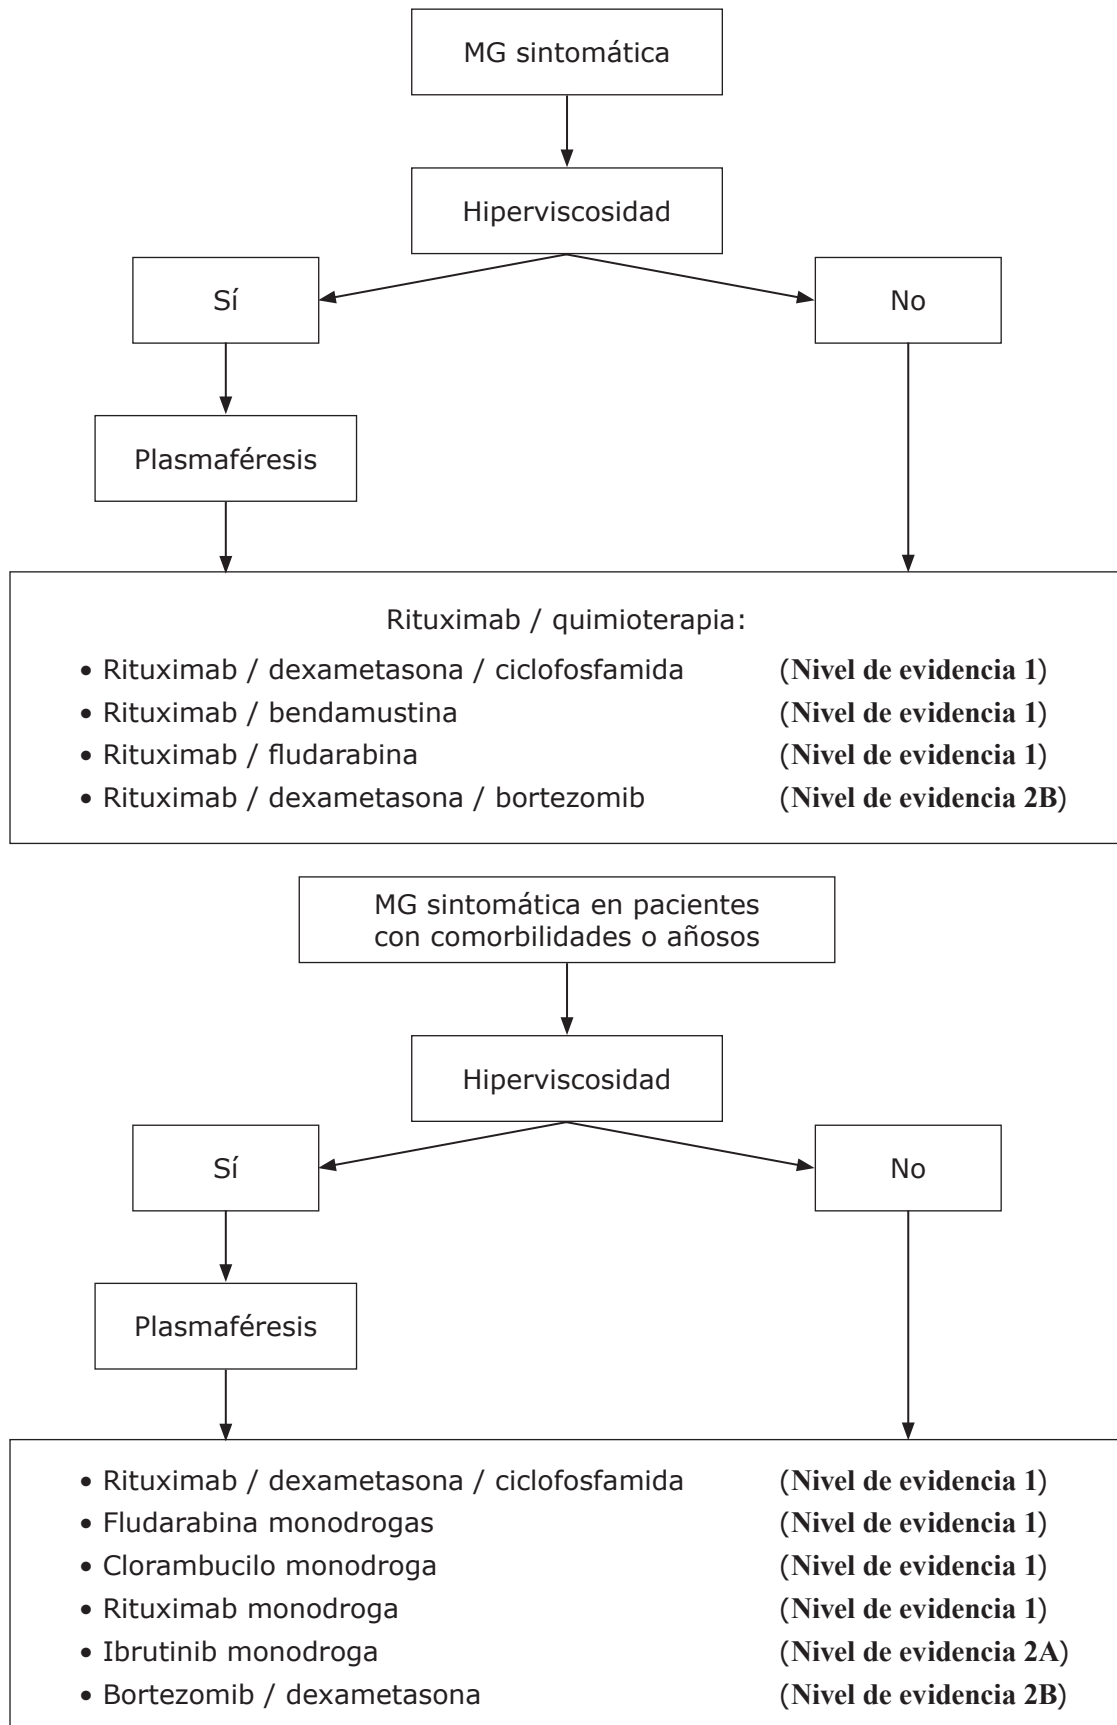 MG sintomática
Hiperviscosidad
Sí
No
Plasmaféresis
Rituximab / quimioterapia:
• Rituximab / dexametasona / ciclofosfamida (Nivel de evidencia 1)
• Rituximab / bendamustina (Nivel de evidencia 1)
• Rituximab / fludarabina (Nivel de evidencia 1)
• Rituximab / dexametasona / bortezomib (Nivel de evidencia 2B)
MG sintomática en pacientes
con comorbilidades o añosos
Hiperviscosidad
Sí
No
Plasmaféresis
• Rituximab / dexametasona / ciclofosfamida (Nivel de evidencia 1)
• Fludarabina monodrogas (Nivel de evidencia 1)
• Clorambucilo monodroga (Nivel de evidencia 1)
• Rituximab monodroga (Nivel de evidencia 1)
• Ibrutinib monodroga (Nivel de evidencia 2A)
• Bortezomib / dexametasona (Nivel de evidencia 2B)